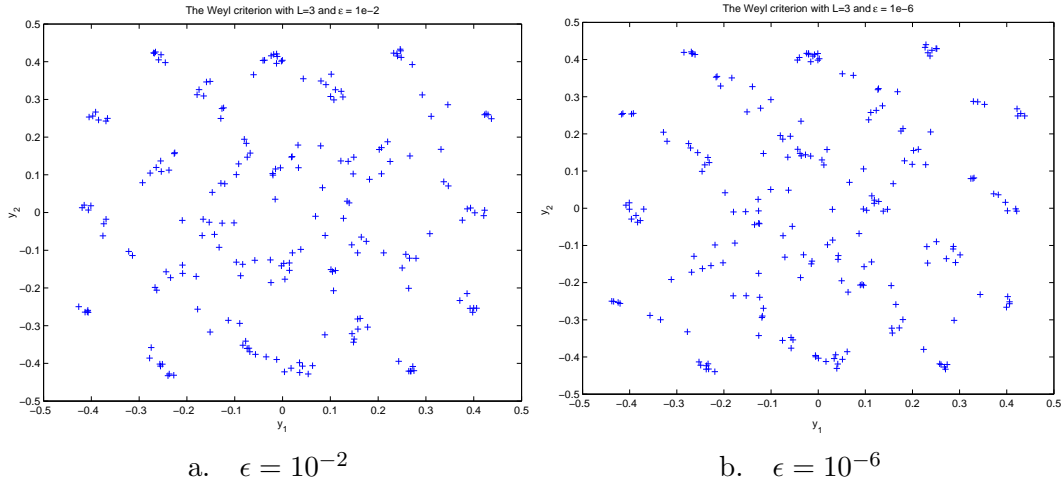 The Weyl criterion with L=3 and ε = 1e-2
0.5
0.4
0.3
0.2
0.1
0
−0.1
−0.2
−0.3
−0.4
−0.5
y2
−0.5 −0.4 −0.3 −0.2 −0.1 0 0.1 0.2 0.3 0.4 0.5
y1
a. ϵ = 10−2
The Weyl criterion with L=3 and ε = 1e-6
0.5
0.4
0.3
0.2
0.1
0
−0.1
−0.2
−0.3
−0.4
−0.5
y2
−0.5 −0.4 −0.3 −0.2 −0.1 0 0.1 0.2 0.3 0.4 0.5
y1
b. ϵ = 10−6